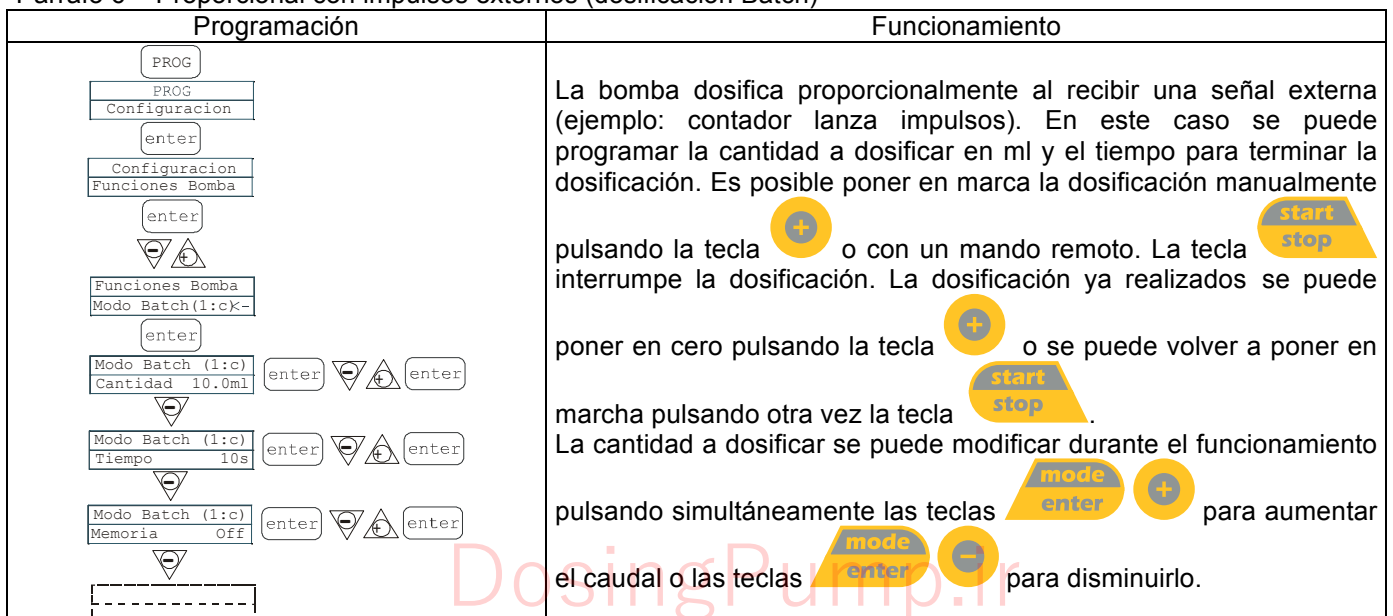 Párrafo 6 – Proporcional con impulsos externos (dosificación Batch)
Programación
Funcionamiento
PROG
PROG
Configuracion
enter
Configuracion
Funciones Bomba
enter
Funciones Bomba
Modo Batch(1:c)<-
enter
Modo Batch (1:c)
Cantidad 10.0ml
enter
enter
Modo Batch (1:c)
Tiempo 10s
enter
enter
Modo Batch (1:c)
Memoria Off
enter
enter
La bomba dosifica proporcionalmente al recibir una señal externa
(ejemplo: contador lanza impulsos). En este caso se puede
programar la cantidad a dosificar en ml y el tiempo para terminar la
dosificación. Es posible poner en marca la dosificación manualmente
pulsando la tecla + o con un mando remoto. La tecla start stop
interrumpe la dosificación. La dosificación ya realizados se puede
poner en cero pulsando la tecla + o se puede volver a poner en
marcha pulsando otra vez la tecla start stop.
La cantidad a dosificar se puede modificar durante el funcionamiento
pulsando simultáneamente las teclas mode enter + para aumentar
el caudal o las teclas mode enter - para disminuirlo.
DosingPump.ir